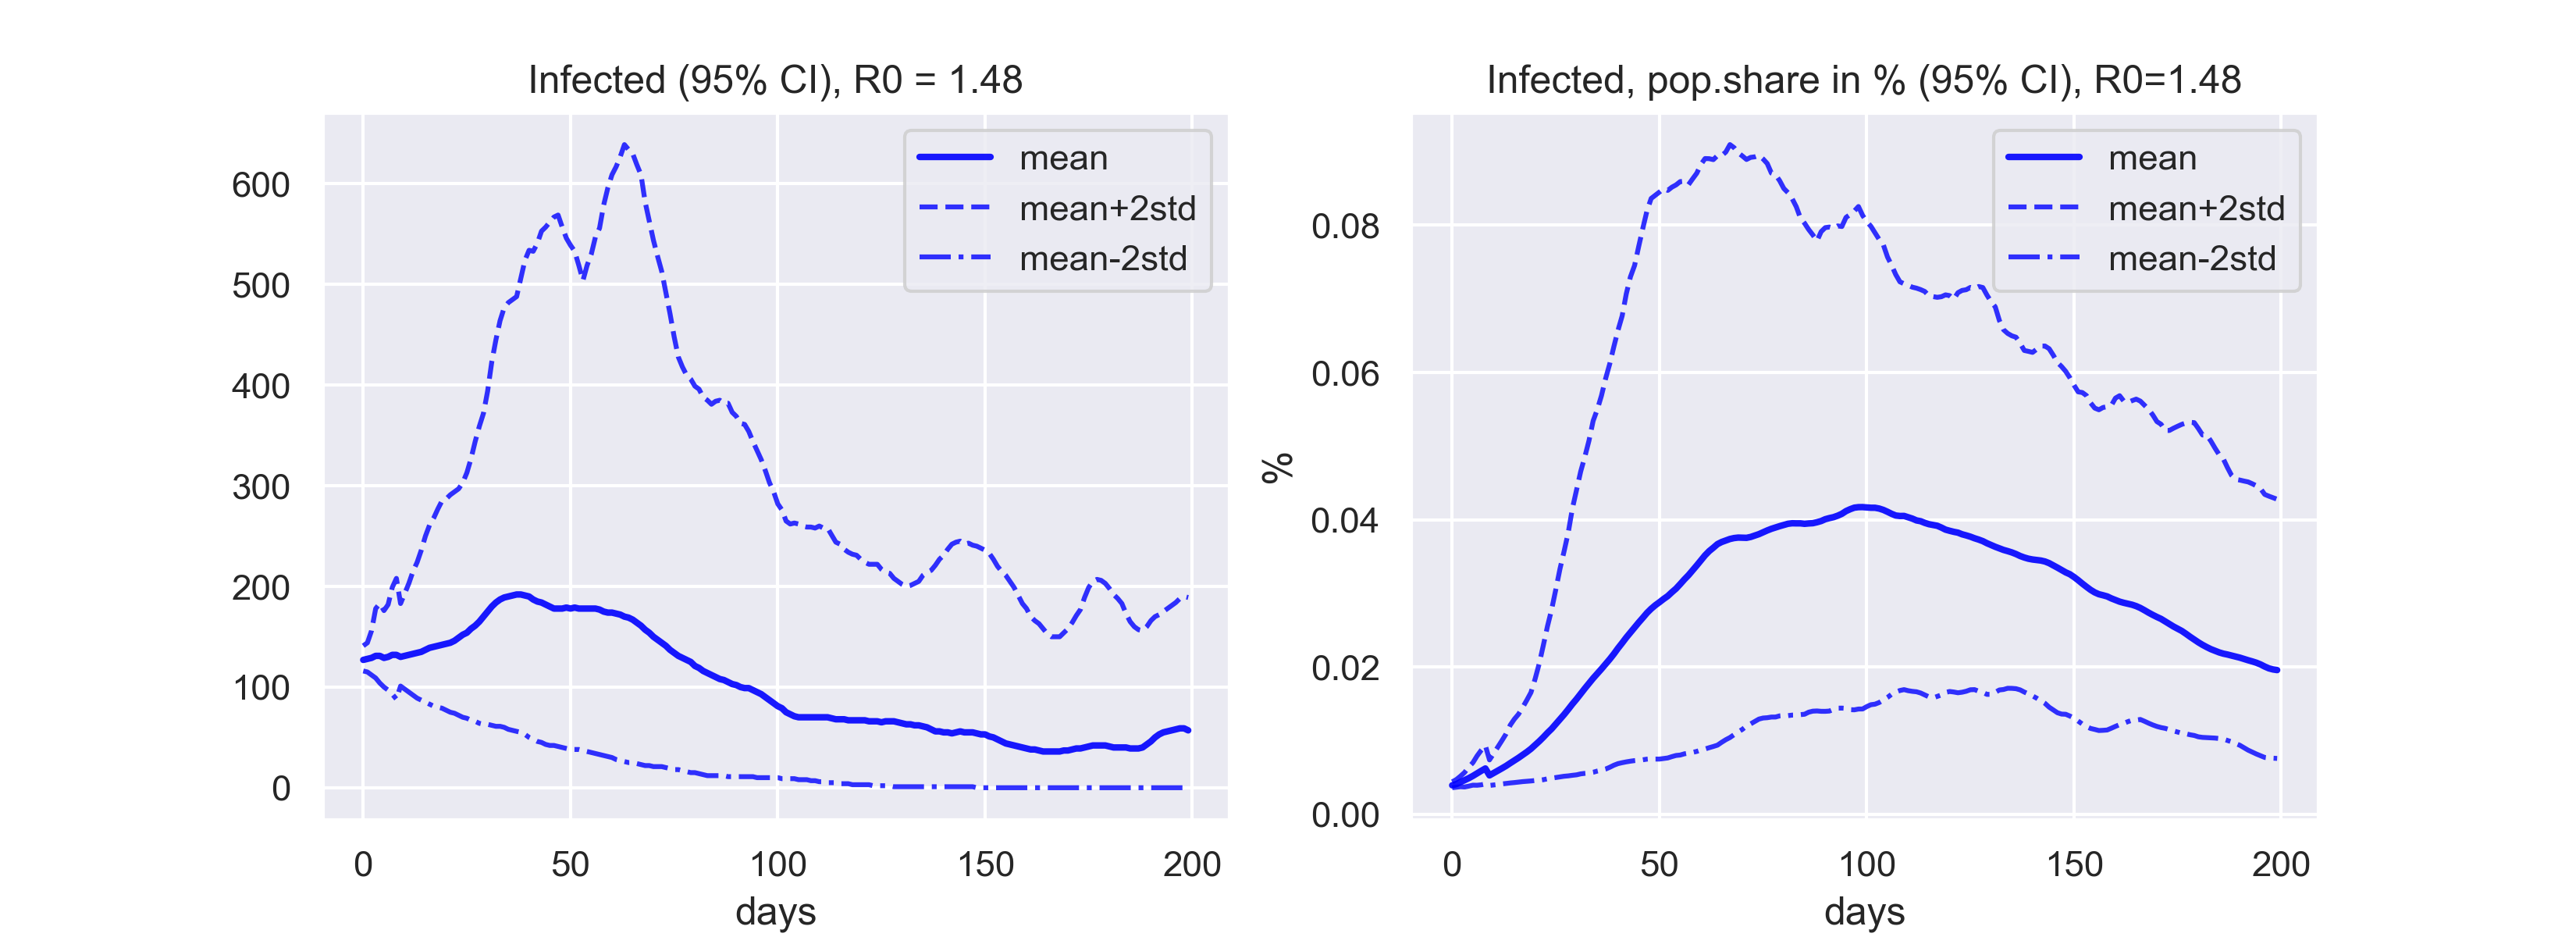 Infected (95% CI), R0 = 1.48
mean
mean+2std
mean-2std
600
500
400
300
200
100
0
0 50 100 150 200
days
Infected, pop.share in % (95% CI), R0=1.48
mean
mean+2std
mean-2std
%
0.08
0.06
0.04
0.02
0.00
0 50 100 150 200
days